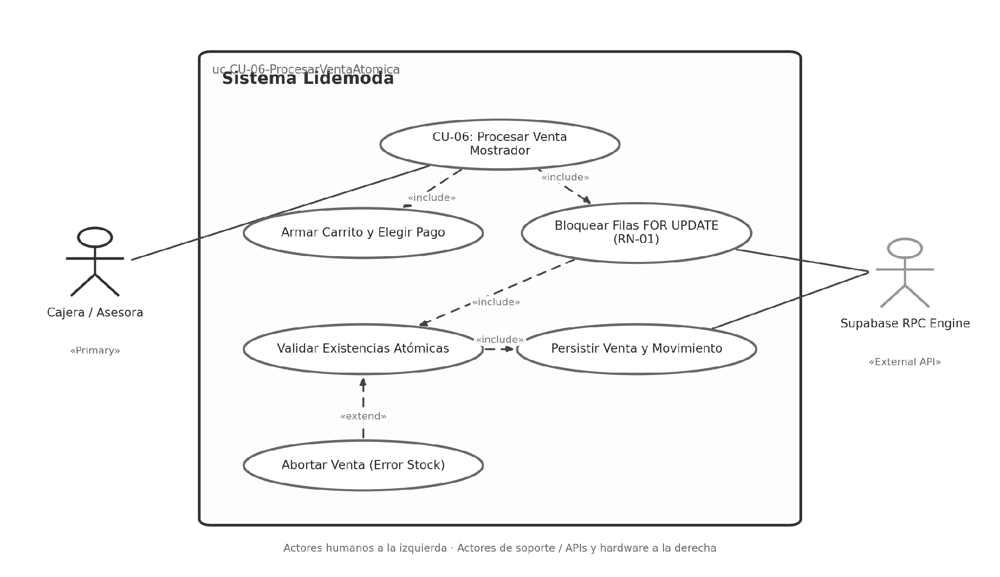 uc CU-06-ProcesarVentaAtomica
Sistema Lidemoda
CU-06: Procesar Venta
Mostrador
«include»
«include»
Armar Carrito y Elegir Pago
Bloquear Filas FOR UPDATE
(RN-01)
Cajera / Asesora
«Primary»
Supabase RPC Engine
«External API»
«include»
«include»
Validar Existencias Atómicas
Persistir Venta y Movimiento
«extend»
Abortar Venta (Error Stock)
Actores humanos a la izquierda · Actores de soporte / APIs y hardware a la derecha